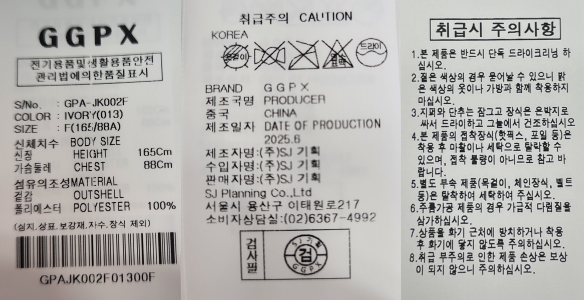 GGPX
전기용품및생활용품안전
관리법에의한품질표시
S/No. : GPA-JK002F
COLOR : IVORY(013)
SIZE : F(165/88A)
신체치수 BODY SIZE
신장 HEIGHT 165Cm
가슴둘레 CHEST 88Cm
섬유의조성MATERIAL
겉감 OUTSHELL
폴리에스터 POLYESTER 100%
(심지,상표,보강재,자수,장식 제외)
GPAJK002F01300F
취급주의 CAUTION
KOREA
드라이
BRAND GGPX
제조국명 PRODUCER
중국 CHINA
제조일자 DATE OF PRODUCTION
2025.6
제조자명:(주)SJ 기획
수입자명:(주)SJ 기획
판매자명:(주)SJ 기획
SJ Planning Co.,Ltd
서울시 용산구 이태원로217
소비자상담실:(02)6367-4992
검사필
SJ기획
검
GGPX
취급시 주의사항
1.본 제품은 반드시 단독 드라이크리닝 하
십시오.
2.짙은 색상의 경우 묻어날 수 있으니 밝
은 색상의 옷이나 가방과 함께 착용하지
마십시오.
3.지퍼와 단추는 잠그고 장식은 은박지로
싸서 드라이하고 그늘에서 건조하십시오
4.본 제품의 접착장식(핫픽스, 포일 등)은
착용 후 마찰이나 세탁으로 탈락할 수
있으며, 접착 불량이 아니므로 참고 바
랍니다.
5.별도 부속 제품(목걸이, 체인장식, 벨트
등)은 탈착하여 세탁하여 주십시오.
6.주름가공 제품의 경우 가급적 다림질을
삼가하십시오.
7.상품을 화기 근처에 방치하거나 착용
후 화기에 닿지 않도록 주의하십시오.
8.취급 부주의로 인한 제품 손상은 보상
이 되지 않으니 주의하십시오.